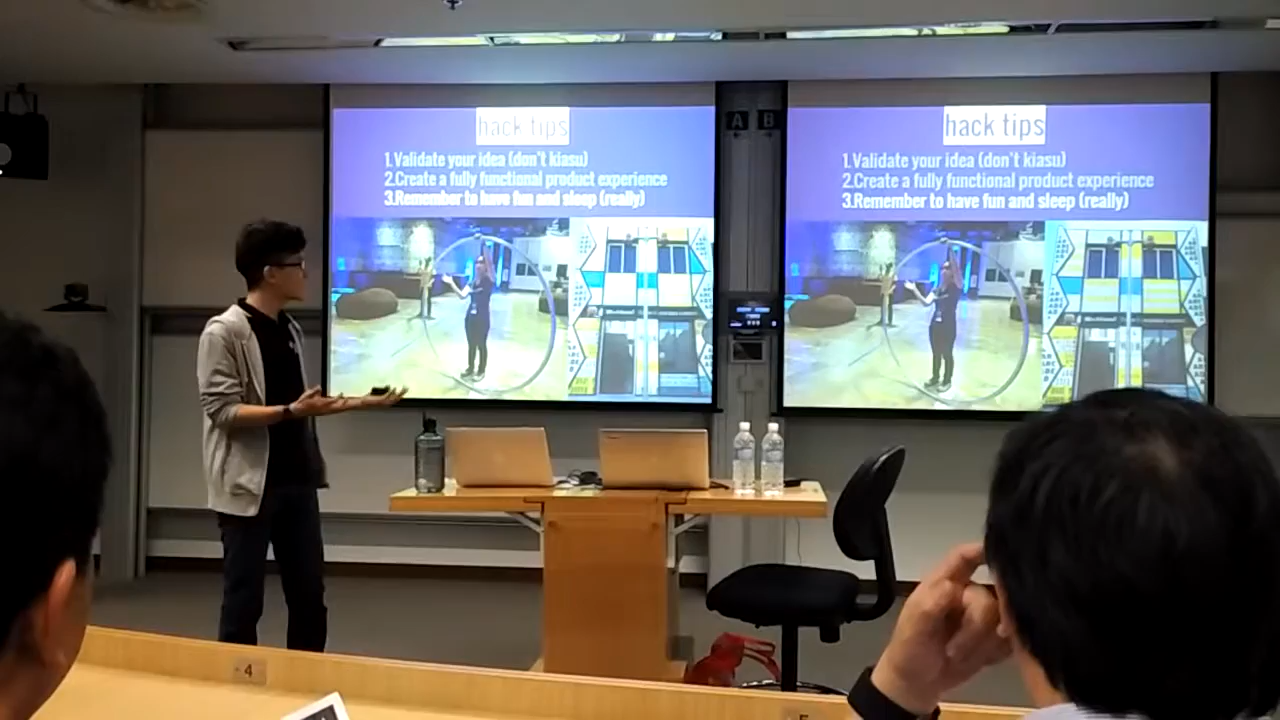 hack tips
1.Validate your idea (don't kiasu)
2.Create a fully functional product experience
3.Remember to have fun and sleep (really)
A B
hack tips
1.Validate your idea (don't kiasu)
2.Create a fully functional product experience
3.Remember to have fun and sleep (really)
4